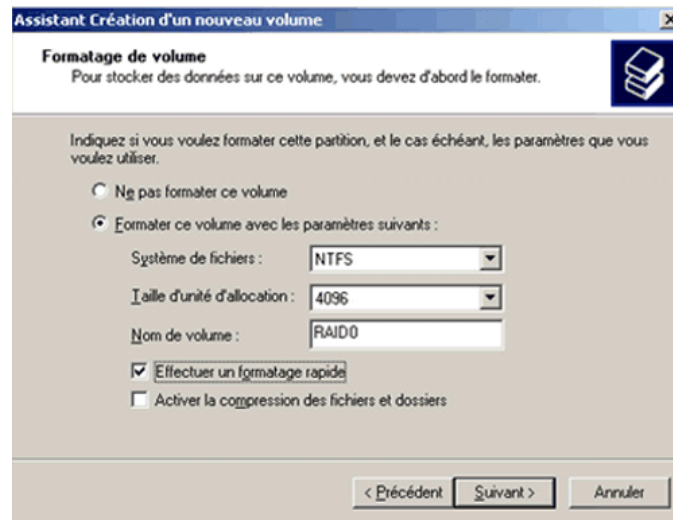 Assistant Création d'un nouveau volume
Formatage de volume
Pour stocker des données sur ce volume, vous devez d'abord le formater.
Indiquez si vous voulez formater cette partition, et le cas échéant, les paramètres que vous
voulez utiliser.
Ne pas formater ce volume
Formater ce volume avec les paramètres suivants :
Système de fichiers : NTFS
Taille d'unité d'allocation : 4096
Nom de volume : RAID0
Effectuer un formatage rapide
Activer la compression des fichiers et dossiers
< Précédent Suivant > Annuler